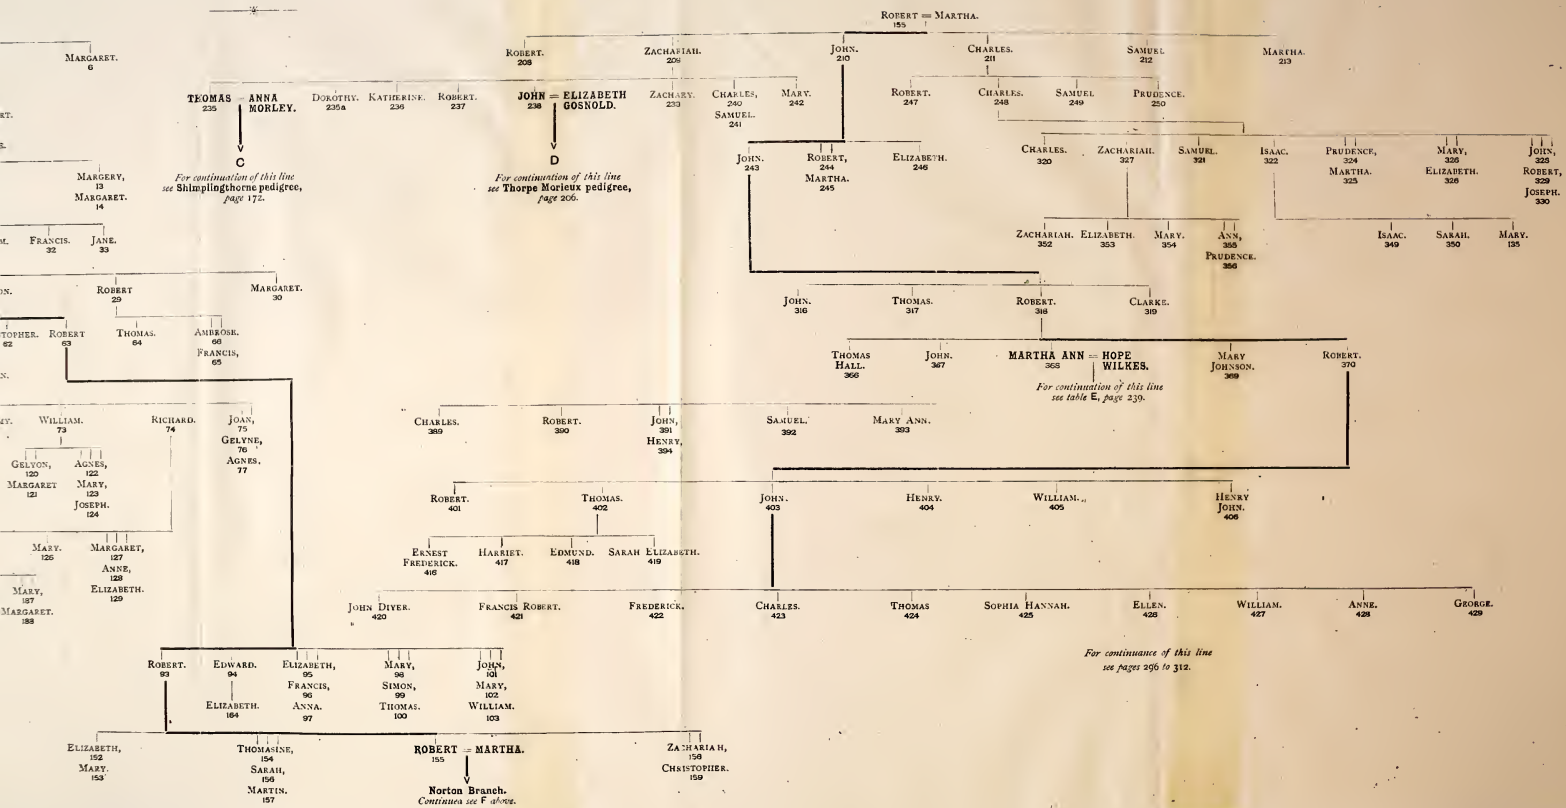 ROBERT = MARTHA.
155
MARGARET.
6
ROBERT.
208
ZACHARIAH.
209
JOHN.
210
CHARLES.
211
SAMUEL
212
MARTHA.
213
THOMAS = ANNA MORLEY.
235
DOROTHY.
235a
KATHERINE.
236
ROBERT.
237
JOHN = ELIZABETH GOSNOLD.
238
ZACHARY.
233
CHARLES,
240
SAMUEL.
241
MARY.
242
ROBERT.
247
CHARLES.
248
SAMUEL
249
PRUDENCE.
250
C
For continuation of this line
see Shimplingthorne pedigree,
page 172.
D
For continuation of this line
see Thorpe Morieux pedigree,
page 206.
RT.
JOHN.
243
ROBERT,
244
MARTHA.
245
ELIZABETH.
246
CHARLES.
320
ZACHARIAH.
327
SAMUEL.
321
ISAAC.
322
PRUDENCE,
324
MARTHA.
325
MARY,
326
ELIZABETH.
326
JOHN,
328
ROBERT,
329
JOSEPH.
330
MARGERY,
13
MARGARET.
14
FRANCIS.
32
JANE.
33
ZACHARIAH.
352
ELIZABETH.
353
MARY.
354
ANN,
355
PRUDENCE.
356
ISAAC.
349
SARAH.
350
MARY.
135
ROBERT
29
MARGARET.
30
JOHN.
316
THOMAS.
317
ROBERT.
318
CLARKE.
319
TOPHER.
62
ROBERT
63
THOMAS.
64
AMBROSE.
66
FRANCIS,
65
THOMAS
HALL.
366
JOHN.
367
MARTHA ANN = HOPE WILKES.
368
MARY
JOHNSON.
369
ROBERT.
370
For continuation of this line
see table E, page 239.
WILLIAM.
73
RICHARD.
74
JOAN,
75
GELYNE,
76
AGNES.
77
CHARLES.
389
ROBERT.
390
JOHN,
391
HENRY,
394
SAMUEL.
392
MARY ANN.
393
GELYON,
120
MARGARET
121
AGNES,
122
MARY,
123
JOSEPH.
124
ROBERT.
401
THOMAS.
402
JOHN.
403
HENRY.
404
WILLIAM.
405
HENRY
JOHN.
406
MARY.
126
MARGARET,
127
ANNE,
128
ELIZABETH.
129
ERNEST
FREDERICK.
416
HARRIET.
417
EDMUND.
418
SARAH ELIZABETH.
419
MARY,
187
MARGARET.
188
JOHN DIYER.
420
FRANCIS ROBERT.
421
FREDERICK.
422
CHARLES.
423
THOMAS
424
SOPHIA HANNAH.
425
ELLEN.
426
WILLIAM.
427
ANNE.
428
GEORGE.
429
For continuance of this line
see pages 296 to 312.
ROBERT.
93
EDWARD.
94
ELIZABETH.
164
ELIZABETH,
95
FRANCIS,
96
ANNA.
97
MARY,
98
SIMON,
99
THOMAS.
100
JOHN,
101
MARY,
102
WILLIAM.
103
ELIZABETH,
152
MARY.
153
THOMASINE,
154
SARAH,
156
MARTIN.
157
ROBERT = MARTHA.
155
ZACHARIAH,
158
CHRISTOPHER.
159
Norton Branch.
Continued see F above.